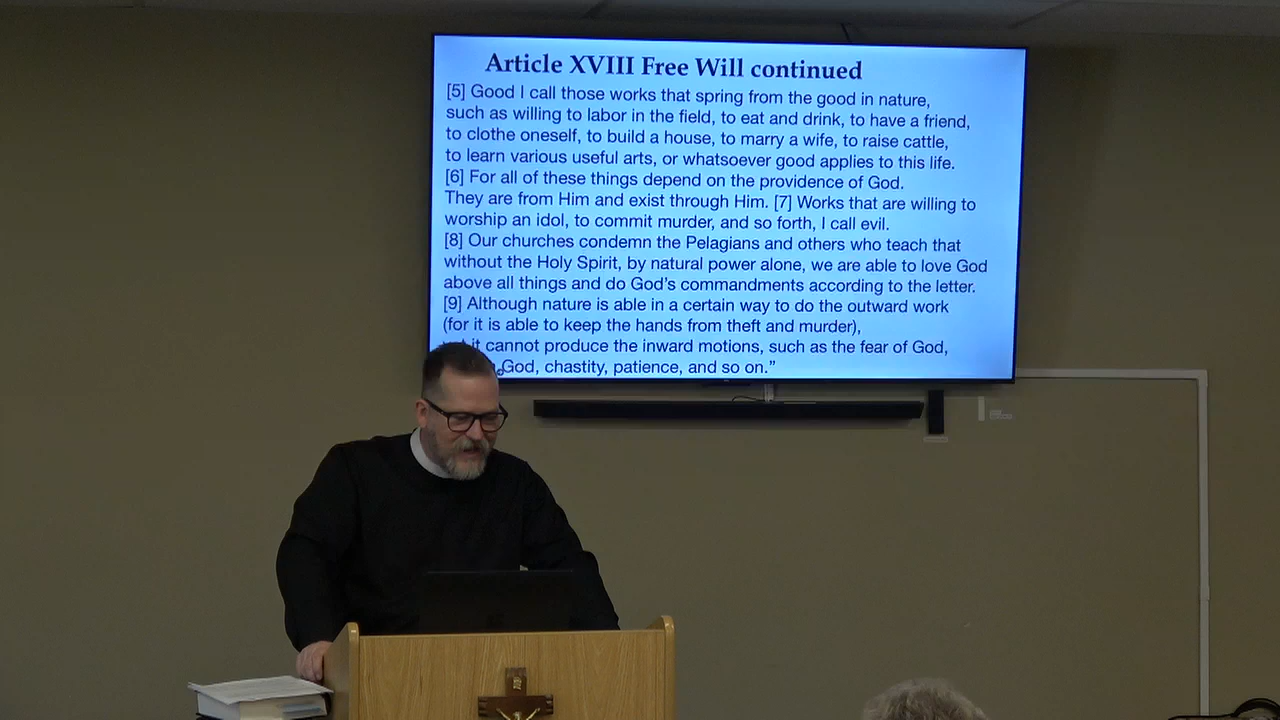 Article XVIII Free Will continued
[5] Good I call those works that spring from the good in nature,
such as willing to labor in the field, to eat and drink, to have a friend,
to clothe oneself, to build a house, to marry a wife, to raise cattle,
to learn various useful arts, or whatsoever good applies to this life.
[6] For all of these things depend on the providence of God.
They are from Him and exist through Him. [7] Works that are willing to
worship an idol, to commit murder, and so forth, I call evil.
[8] Our churches condemn the Pelagians and others who teach that
without the Holy Spirit, by natural power alone, we are able to love God
above all things and do God's commandments according to the letter.
[9] Although nature is able in a certain way to do the outward work
(for it is able to keep the hands from theft and murder),
it cannot produce the inward motions, such as the fear of God,
God, chastity, patience, and so on.”